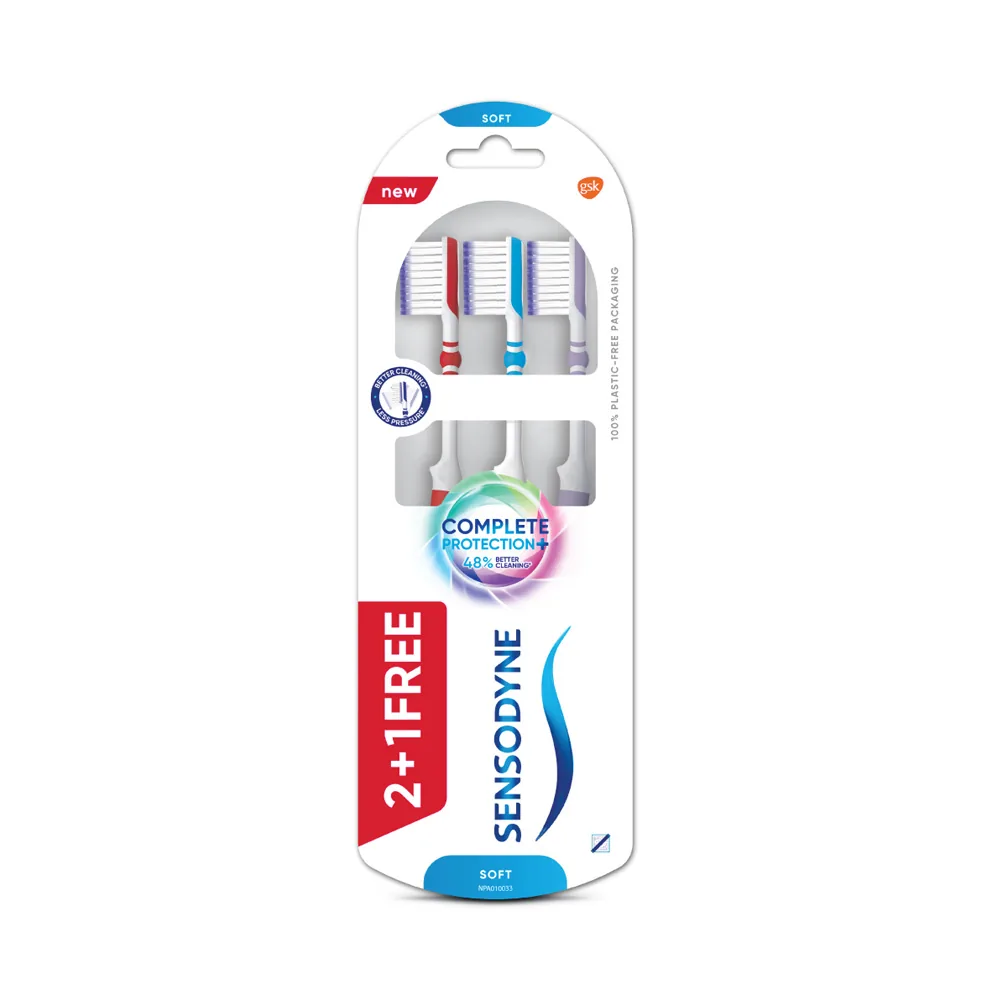 SOFT
new
gsk
100% PLASTIC-FREE PACKAGING
BETTER CLEANING*
LESS PRESSURE*
COMPLETE
PROTECTION+
48% BETTER
CLEANING*
2+1FREE
SENSODYNE
SOFT
NPA010033